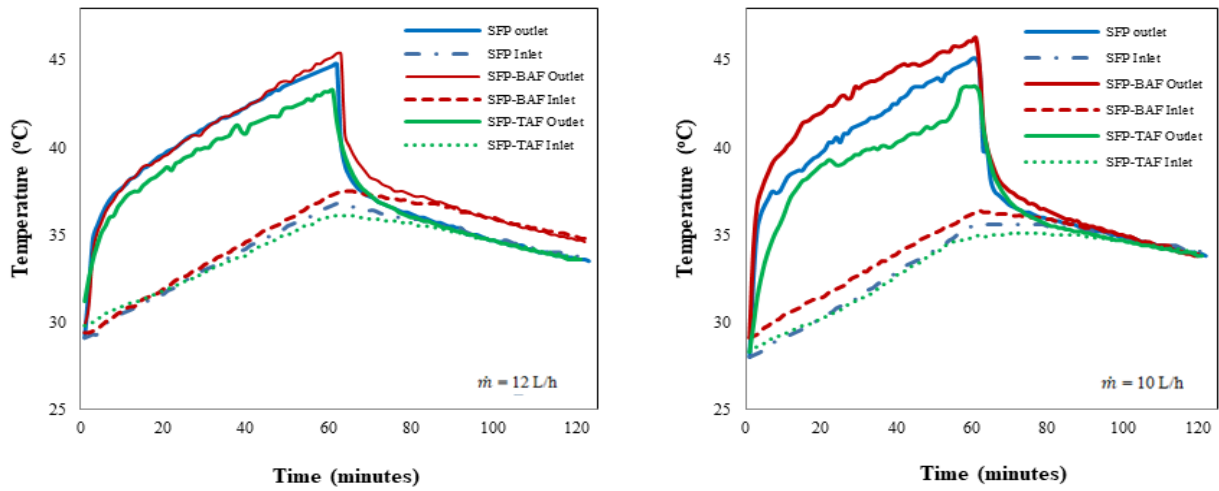 45
40
35
30
25
Temperature (°C)
SFP outlet
SFP Inlet
SFP-BAF Outlet
SFP-BAF Inlet
SFP-TAF Outlet
SFP-TAF Inlet
ṁ = 12 L/h
0 20 40 60 80 100 120
Time (minutes)
45
40
35
30
25
Temperature (°C)
SFP outlet
SFP Inlet
SFP-BAF Outlet
SFP-BAF Inlet
SFP-TAF Outlet
SFP-TAF Inlet
ṁ = 10 L/h
0 20 40 60 80 100 120
Time (minutes)